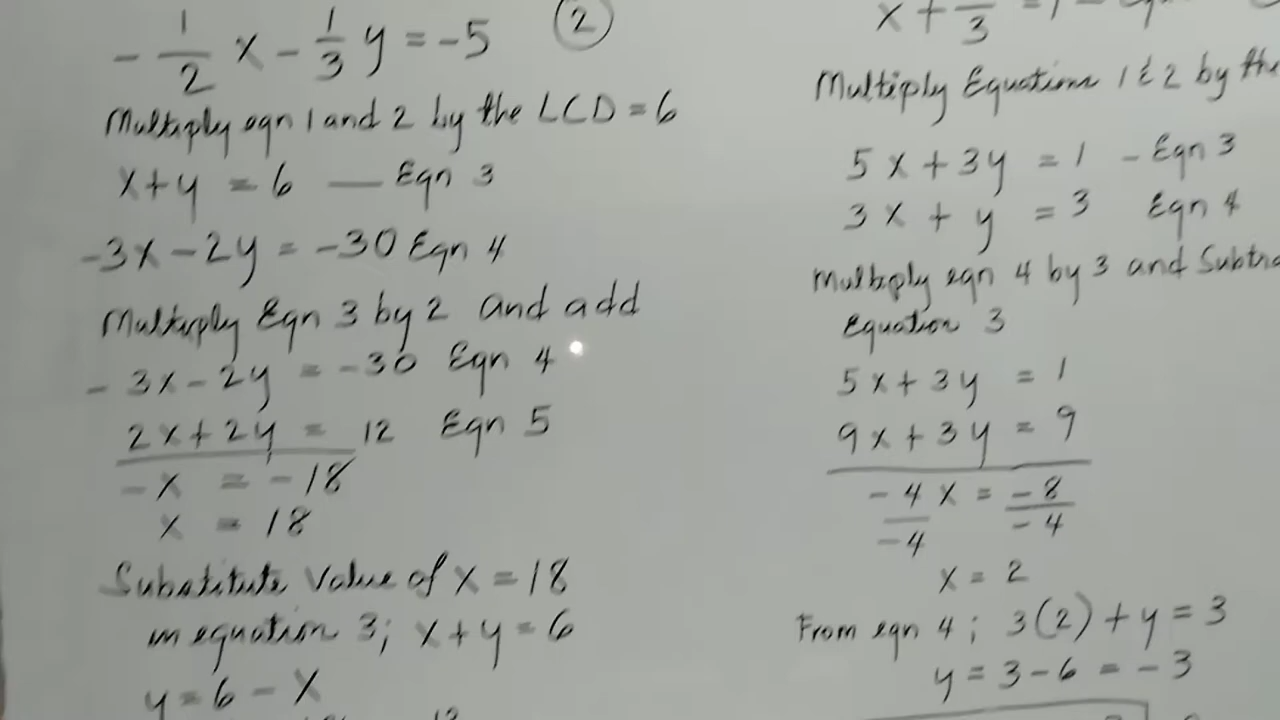 -1/2 x - 1/3 y = -5 (2)
Multiply eqn 1 and 2 by the LCD = 6
x + y = 6 — Eqn 3
-3x - 2y = -30 Eqn 4
Multiply Eqn 3 by 2 and add
- 3x - 2y = -30 Eqn 4
2x + 2y = 12 Eqn 5
-x = -18
x = 18
Substitute Value of x = 18
in equation 3; x + y = 6
y = 6 - x
Multiply Equations 1 & 2 by the
5x + 3y = 1 - Eqn 3
3x + y = 3 Eqn 4
Multiply eqn 4 by 3 and
Equation 3
5x + 3y = 1
9x + 3y = 9
-4x/-4 = -8/-4
x = 2
From eqn 4; 3(2) + y = 3
y = 3 - 6 = -3